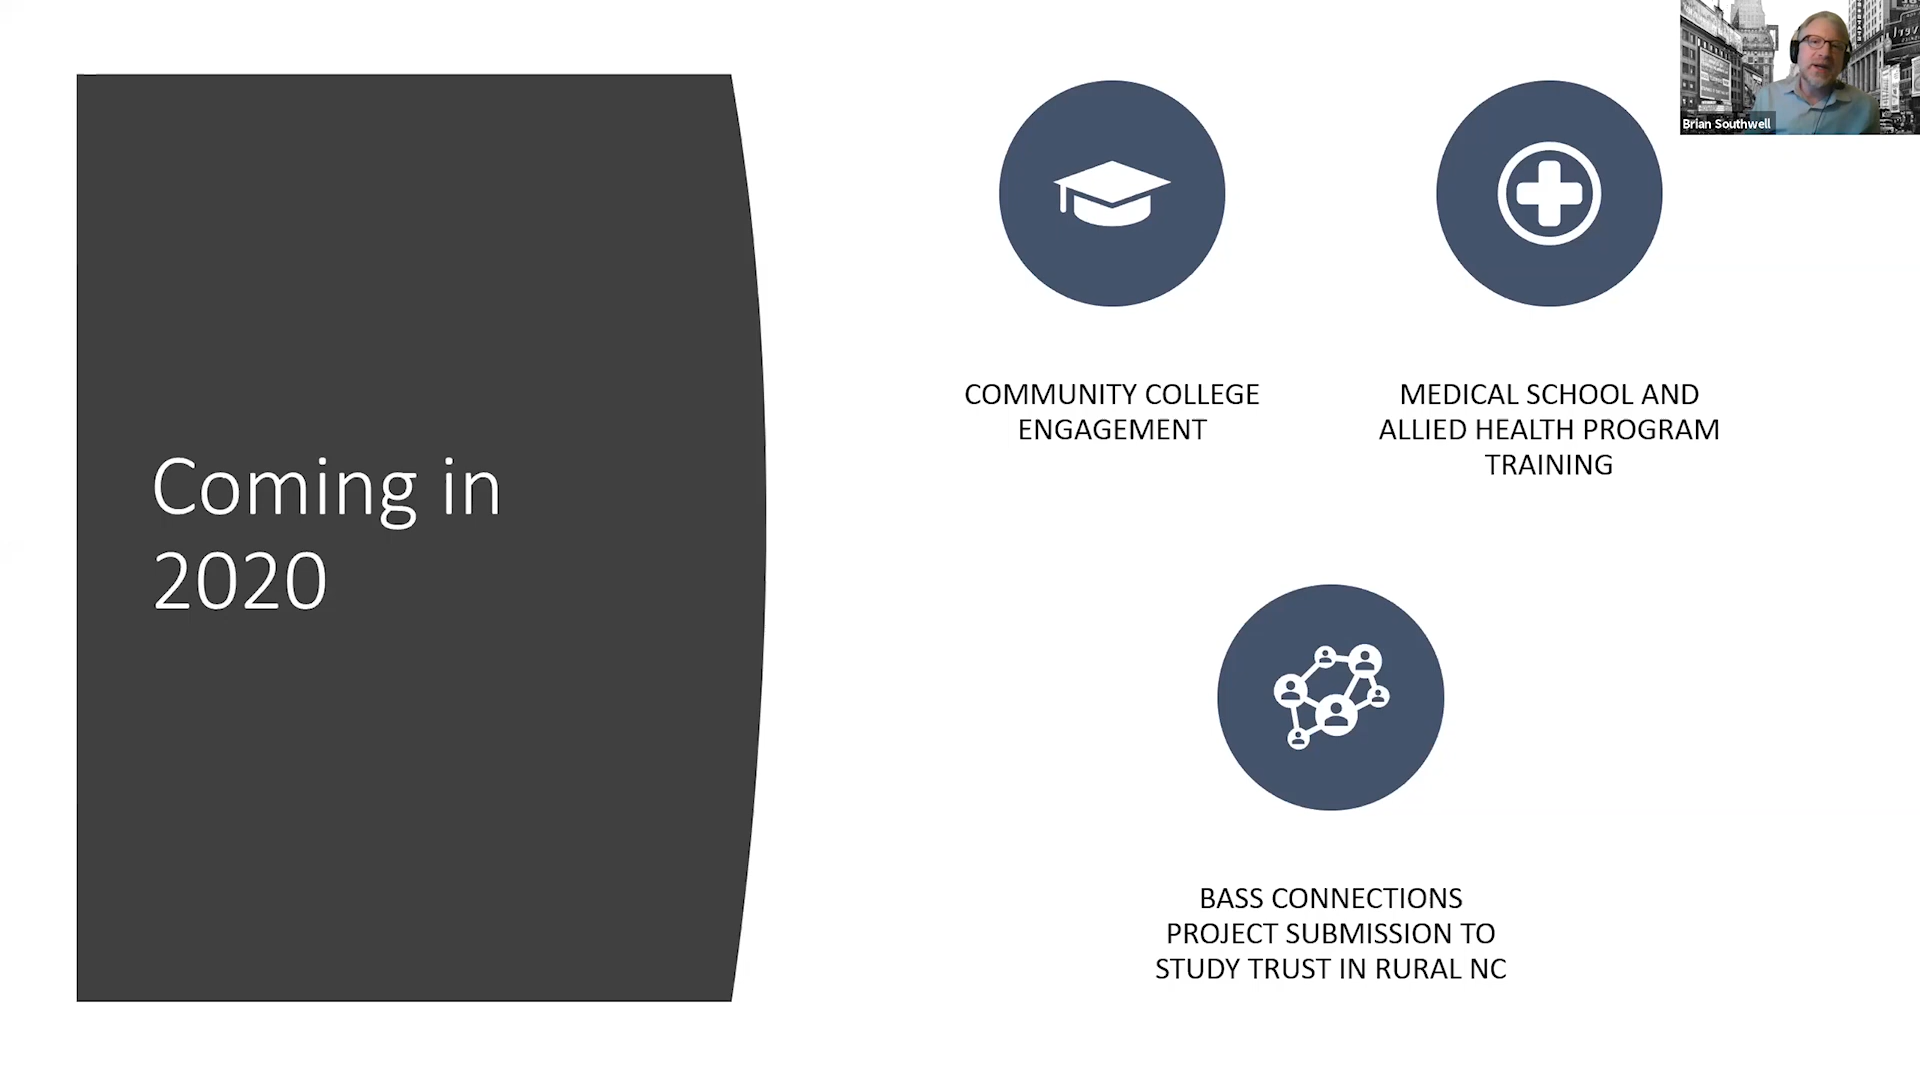 Coming in
2020
COMMUNITY COLLEGE
ENGAGEMENT
MEDICAL SCHOOL AND
ALLIED HEALTH PROGRAM
TRAINING
BASS CONNECTIONS
PROJECT SUBMISSION TO
STUDY TRUST IN RURAL NC
Brian Southwell